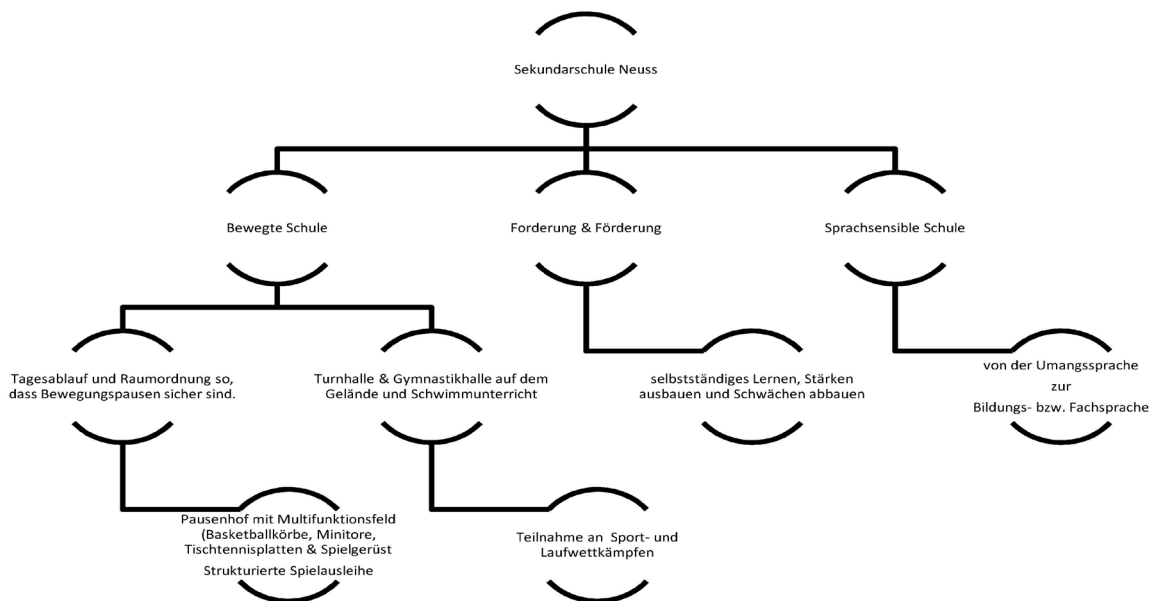 Sekundarschule Neuss
Bewegte Schule
Forderung & Förderung
Sprachsensible Schule
Tagesablauf und Raumordnung so,
dass Bewegungspausen sicher sind.
Turnhalle & Gymnastikhalle auf dem
Gelände und Schwimmunterricht
selbstständiges Lernen, Stärken
ausbauen und Schwächen abbauen
von der Umangssprache
zur
Bildungs- bzw. Fachsprache
Pausenhof mit Multifunktionsfeld
(Basketballkörbe, Minitore,
Tischtennisplatten & Spielgerüst
Strukturierte Spielausleihe
Teilnahme an Sport- und
Laufwettkämpfen